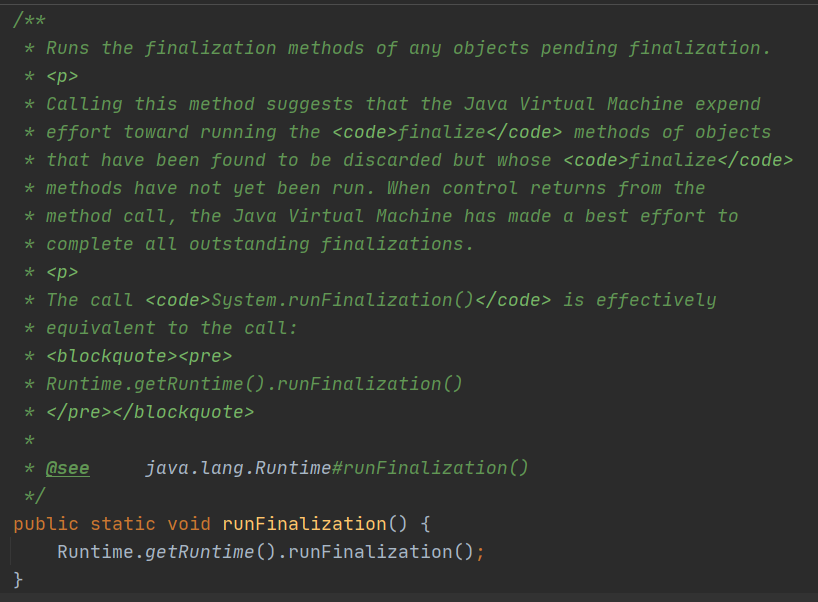 /**
 * Runs the finalization methods of any objects pending finalization.
 * <p>
 * Calling this method suggests that the Java Virtual Machine expend
 * effort toward running the <code>finalize</code> methods of objects
 * that have been found to be discarded but whose <code>finalize</code>
 * methods have not yet been run. When control returns from the
 * method call, the Java Virtual Machine has made a best effort to
 * complete all outstanding finalizations.
 * <p>
 * The call <code>System.runFinalization()</code> is effectively
 * equivalent to the call:
 * <blockquote><pre>
 * Runtime.getRuntime().runFinalization()
 * </pre></blockquote>
 *
 * @see     java.lang.Runtime#runFinalization()
 */
public static void runFinalization() {
    Runtime.getRuntime().runFinalization();
}